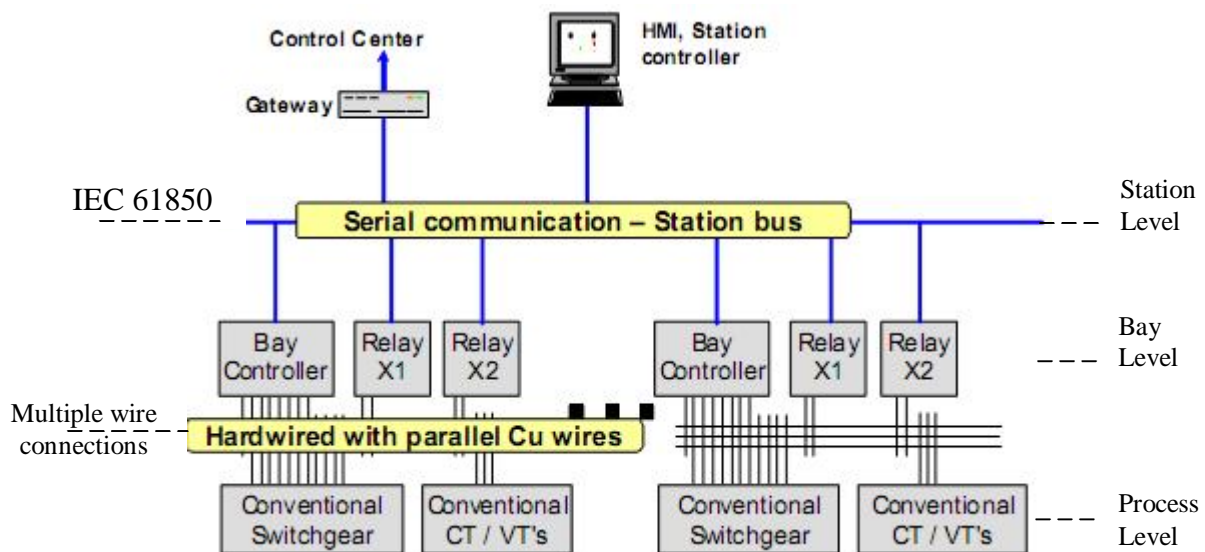 Control Center
HMI, Station
controller
Gateway
IEC 61850
Serial communication – Station bus
Station
Level
Bay
Controller
Relay
X1
Relay
X2
Bay
Controller
Relay
X1
Relay
X2
Bay
Level
Multiple wire
connections
Hardwired with parallel Cu wires
Conventional
Switchgear
Conventional
CT / VT's
Conventional
Switchgear
Conventional
CT / VT's
Process
Level